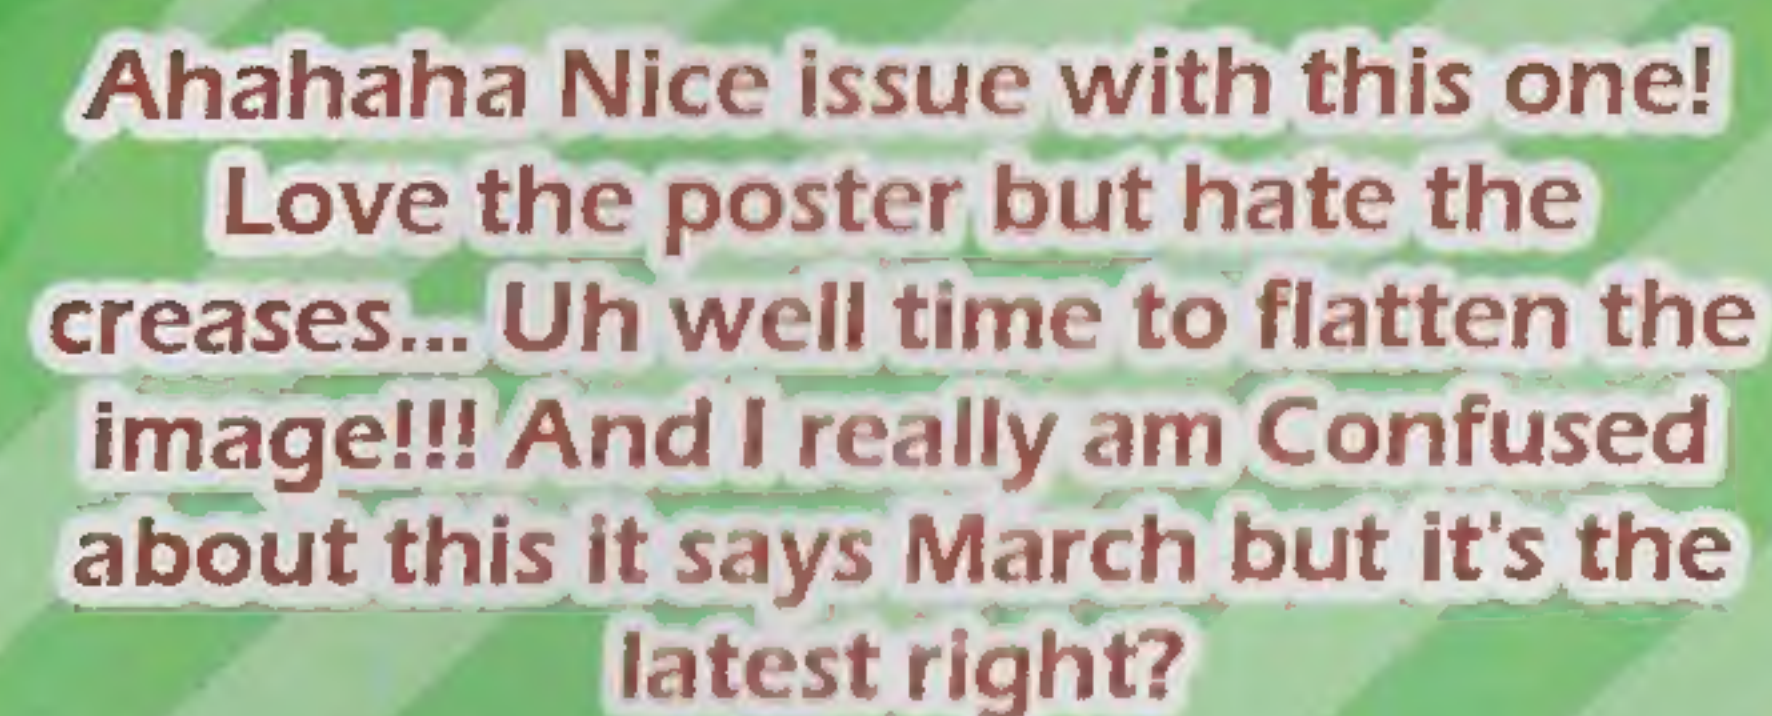 Ahahaha Nice issue with this one!
Love the poster but hate the
creases... Uh well time to flatten the
image!!! And I really am Confused
about this it says March but it's the
latest right?